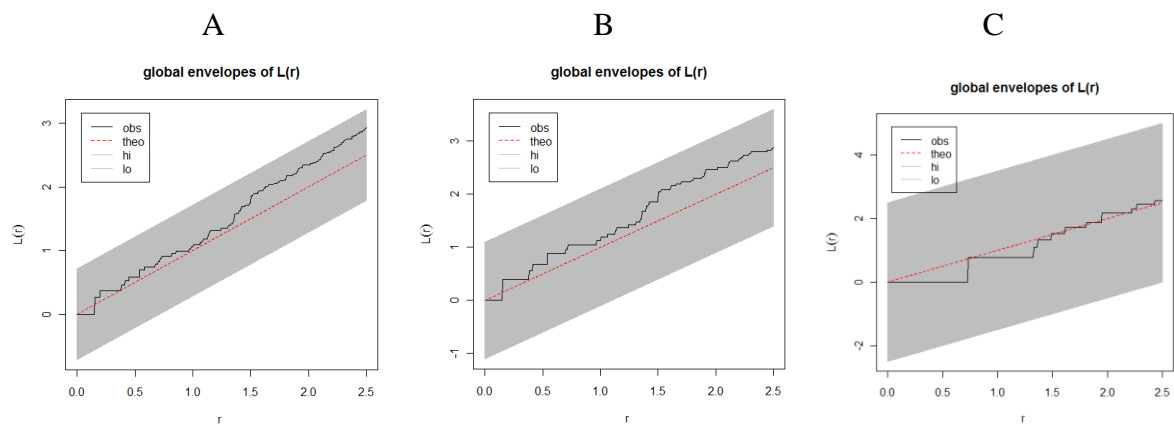 A
global envelopes of L(r)
obs
theo
hi
lo
0
1
2
3
L(r)
0.0 0.5 1.0 1.5 2.0 2.5
r
B
global envelopes of L(r)
obs
theo
hi
lo
-1
0
1
2
3
L(r)
0.0 0.5 1.0 1.5 2.0 2.5
r
C
global envelopes of L(r)
obs
theo
hi
lo
-2
0
2
4
L(r)
0.0 0.5 1.0 1.5 2.0 2.5
r